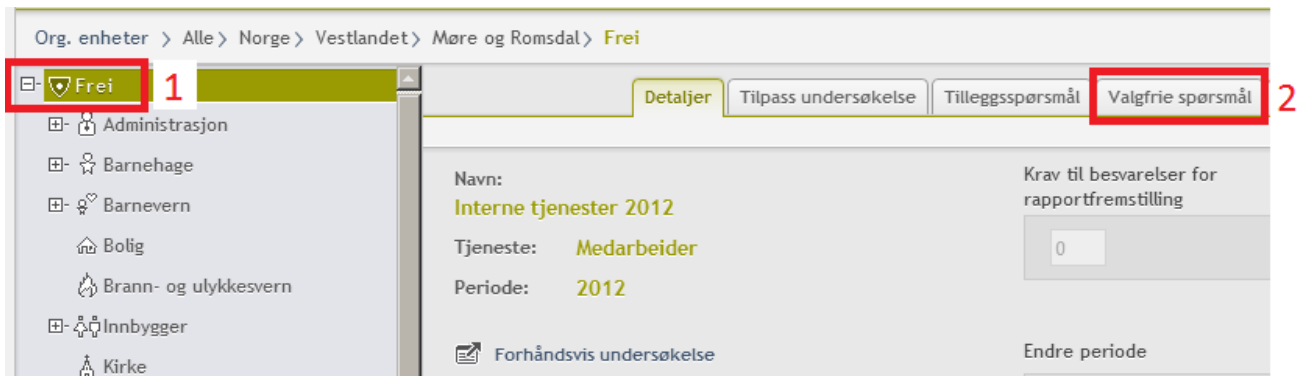 Org. enheter > Alle > Norge > Vestlandet > Møre og Romsdal > Frei
Frei 1
Administrasjon
Barnehage
Barnevern
Bolig
Brann- og ulykkesvern
Innbygger
Kirke
Detaljer Tilpass undersøkelse Tilleggsspørsmål Valgfrie spørsmål 2
Navn:
Interne tjenester 2012
Tjeneste: Medarbeider
Periode: 2012
Forhåndsvis undersøkelse
Krav til besvarelser for
rapportfremstilling
0
Endre periode